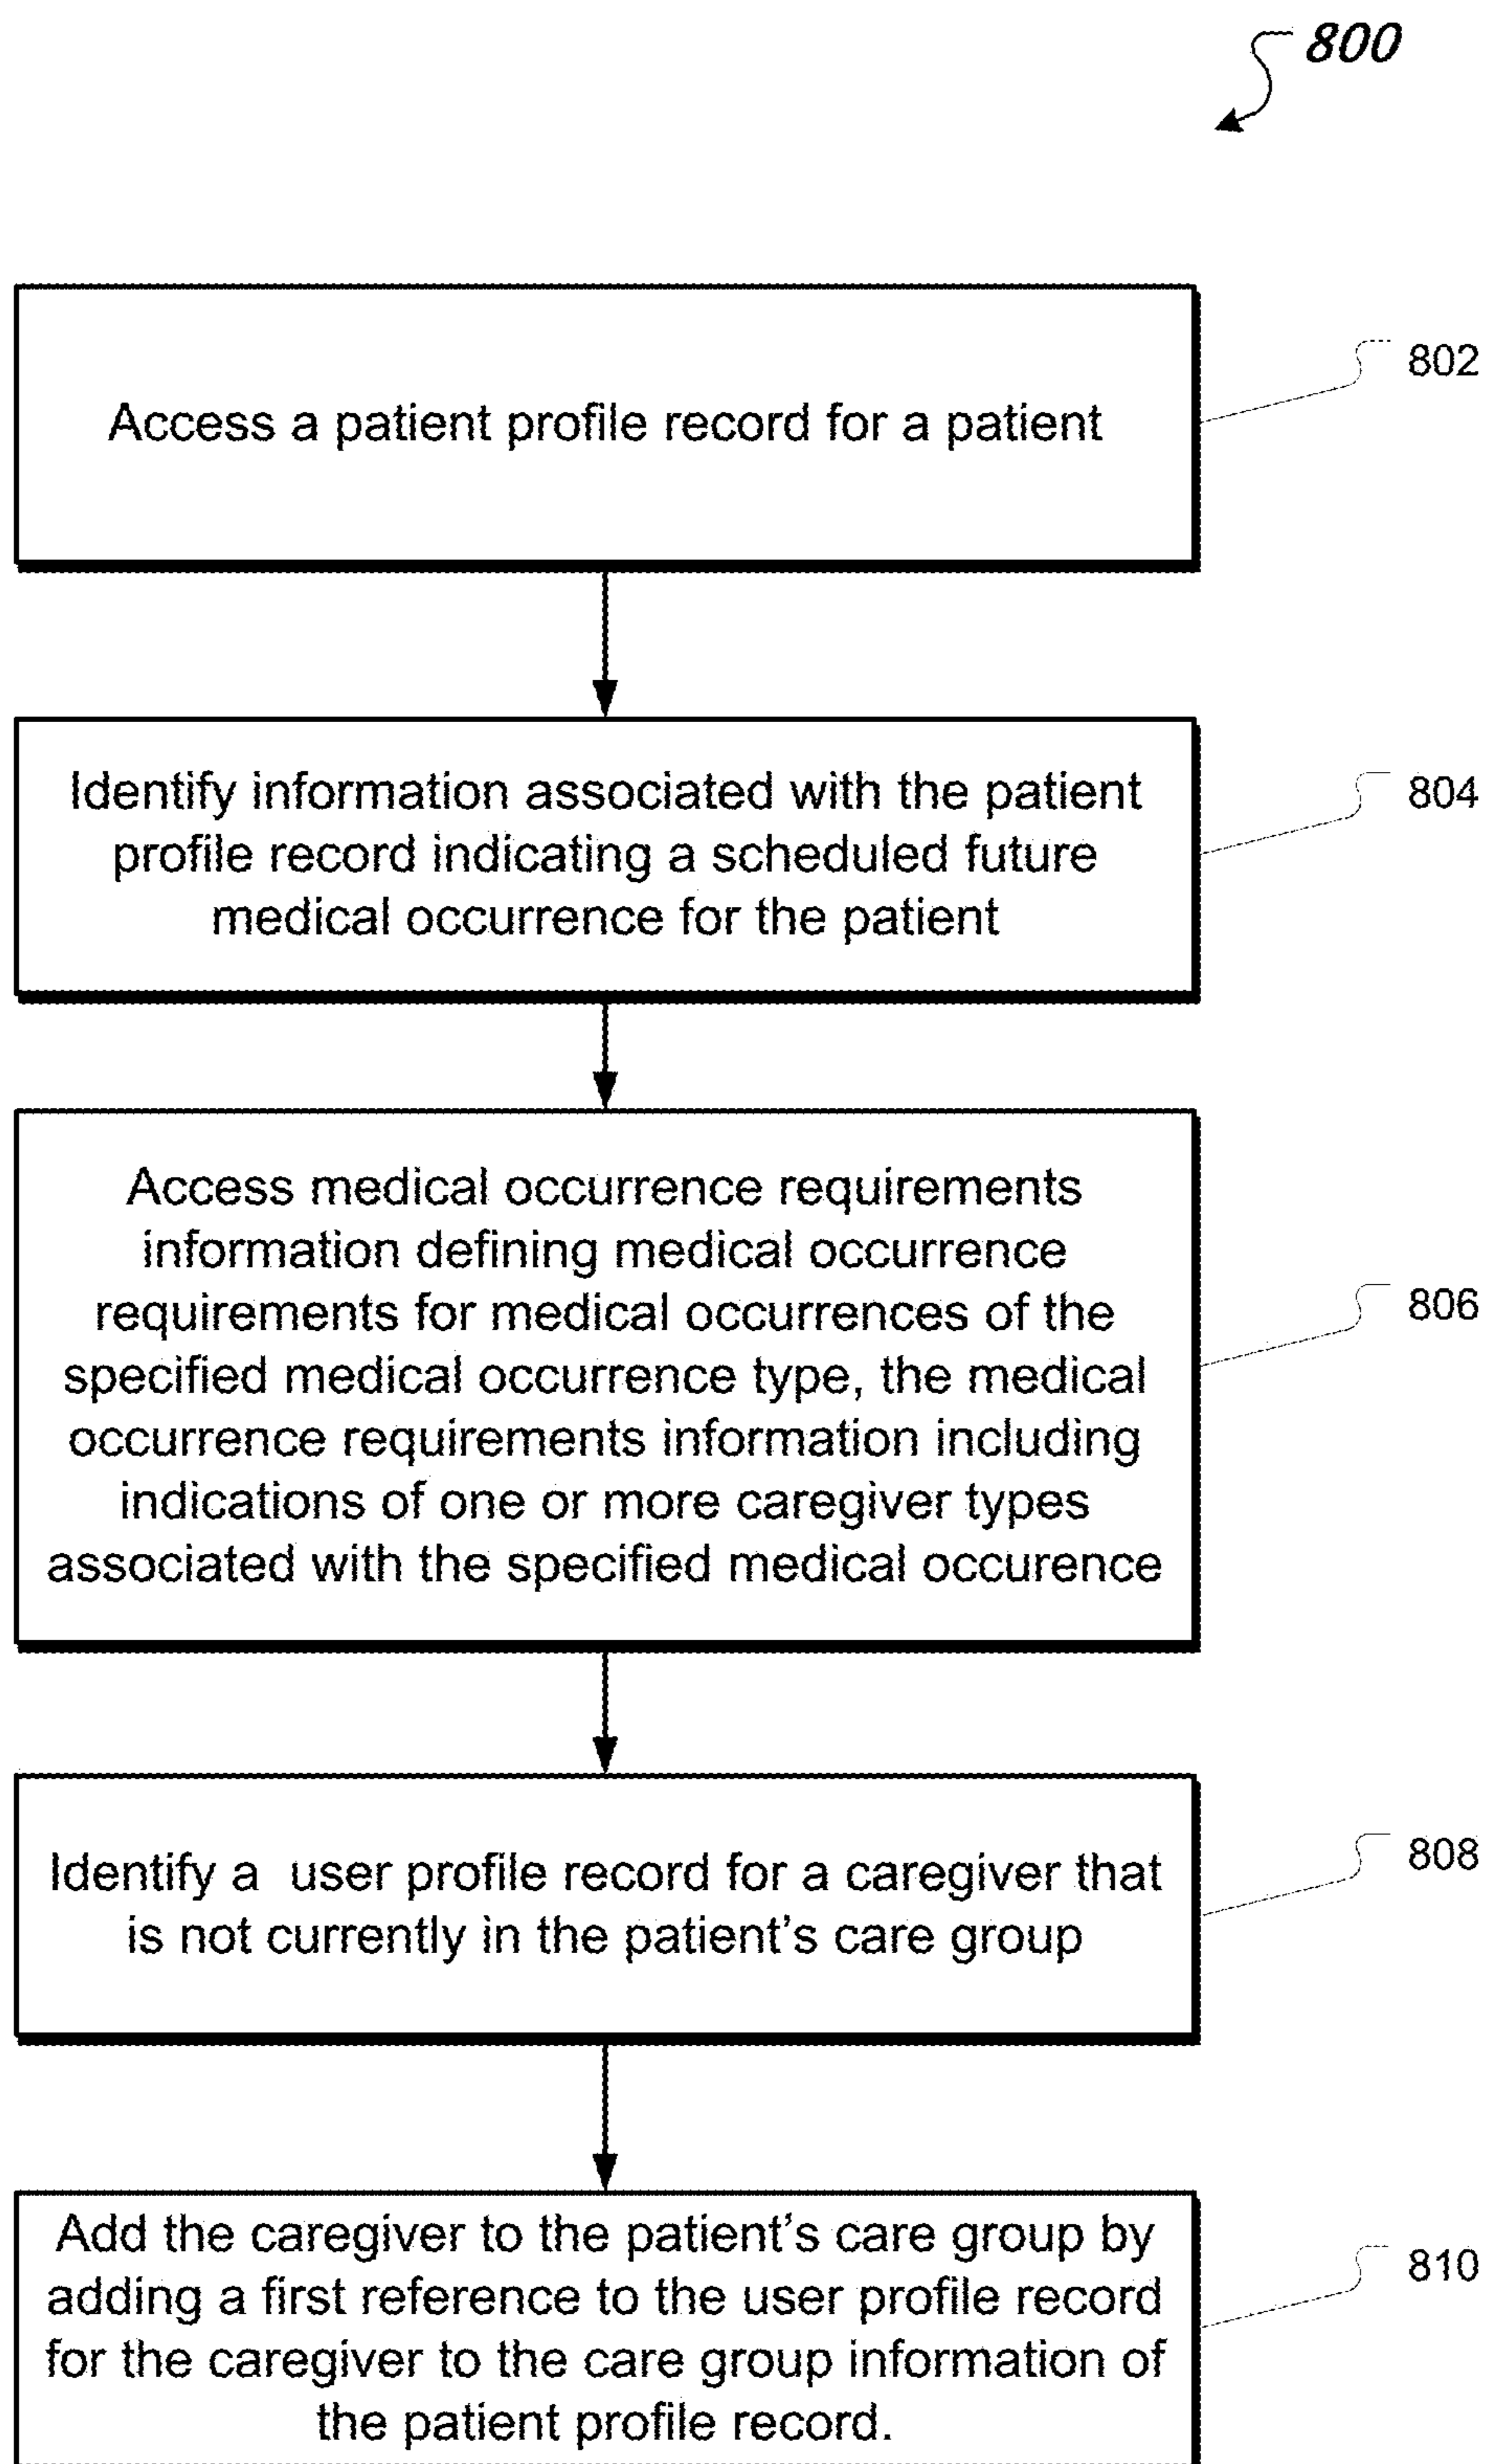 800
Access a patient profile record for a patient
802
Identify information associated with the patient
profile record indicating a scheduled future
medical occurrence for the patient
804
Access medical occurrence requirements
information defining medical occurrence
requirements for medical occurrences of the
specified medical occurrence type, the medical
occurrence requirements information including
indications of one or more caregiver types
associated with the specified medical occurence
806
Identify a  user profile record for a caregiver that
is not currently in the patient's care group
808
Add the caregiver to the patient's care group by
adding a first reference to the user profile record
for the caregiver to the care group information of
the patient profile record.
810